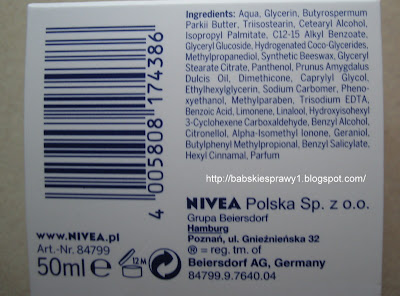 Ingredients: Aqua, Glycerin, Butyrospermum
Parkii Butter, Triisostearin, Cetearyl Alcohol,
Isopropyl Palmitate, C12-15 Alkyl Benzoate,
Glyceryl Glucoside, Hydrogenated Coco-Glycerides,
Methylpropanediol, Synthetic Beeswax, Glyceryl
Stearate Citrate, Panthenol, Prunus Amygdalus
Dulcis Oil, Dimethicone, Caprylyl Glycol,
Ethylhexylglycerin, Sodium Carbomer, Pheno-
xyethanol, Methylparaben, Trisodium EDTA,
Benzoic Acid, Limonene, Linalool, Hydroxyisohexyl
3-Cyclohexene Carboxaldehyde, Benzyl Alcohol,
Citronellol, Alpha-Isomethyl Ionone, Geraniol,
Butylphenyl Methylpropional, Benzyl Salicylate,
Hexyl Cinnamal, Parfum
4 005808 174386
http://babskiesprawy1.blogspot.com/
www.NIVEA.pl
Art.-Nr. 84799
50ml e 12 M
NIVEA Polska Sp. z o.o.
Grupa Beiersdorf
Hamburg
Poznań, ul. Gnieźnieńska 32
® = reg. tm. of
Beiersdorf AG, Germany
84799.9.7640.04